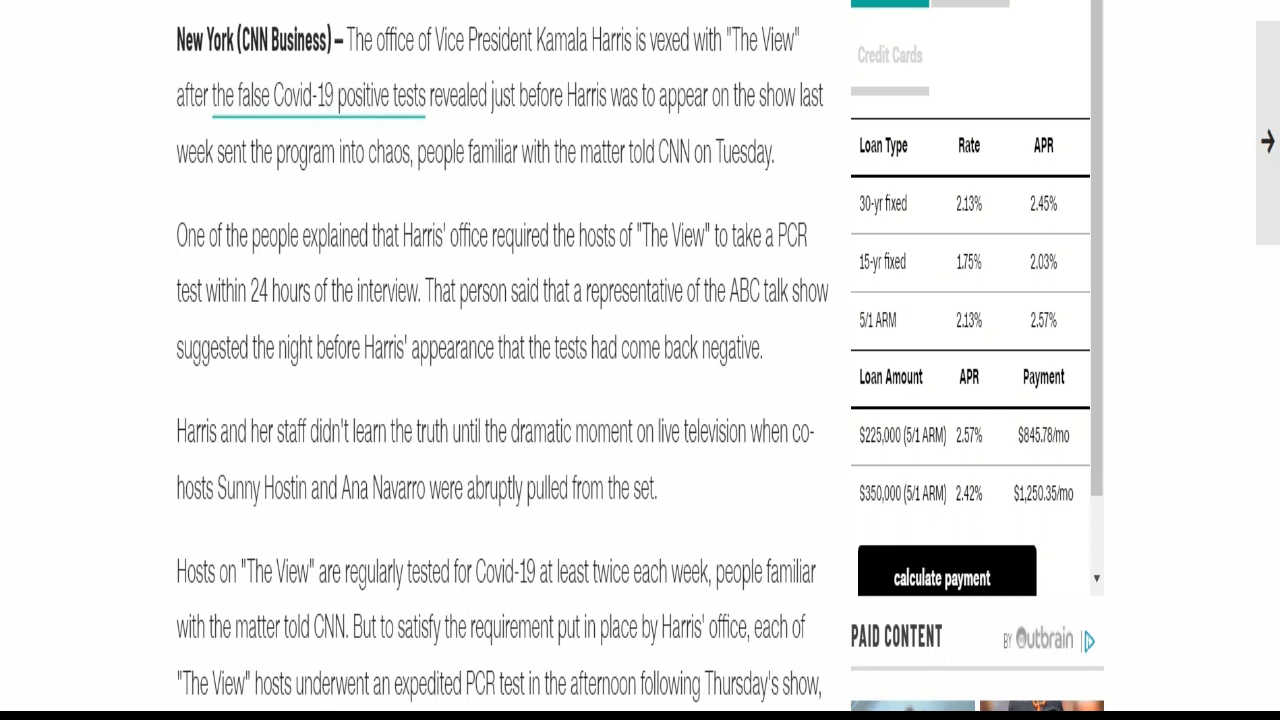 New York (CNN Business) – The office of Vice President Kamala Harris is vexed with "The View"
after the false Covid-19 positive tests revealed just before Harris was to appear on the show last
week sent the program into chaos, people familiar with the matter told CNN on Tuesday.
One of the people explained that Harris' office required the hosts of "The View" to take a PCR
test within 24 hours of the interview. That person said that a representative of the ABC talk show
suggested the night before Harris' appearance that the tests had come back negative.
Harris and her staff didn't learn the truth until the dramatic moment on live television when co-
hosts Sunny Hostin and Ana Navarro were abruptly pulled from the set.
Hosts on "The View" are regularly tested for Covid-19 at least twice each week, people familiar
with the matter told CNN. But to satisfy the requirement put in place by Harris' office, each of
"The View" hosts underwent an expedited PCR test in the afternoon following Thursday's show,
Credit Cards
Loan Type Rate APR
30-yr fixed 2.13% 2.45%
15-yr fixed 1.75% 2.03%
5/1 ARM 2.13% 2.57%
Loan Amount APR Payment
$225,000 (5/1 ARM) 2.57% $845.78/mo
$350,000 (5/1 ARM) 2.42% $1,250.35/mo
calculate payment
PAID CONTENT BY Outbrain